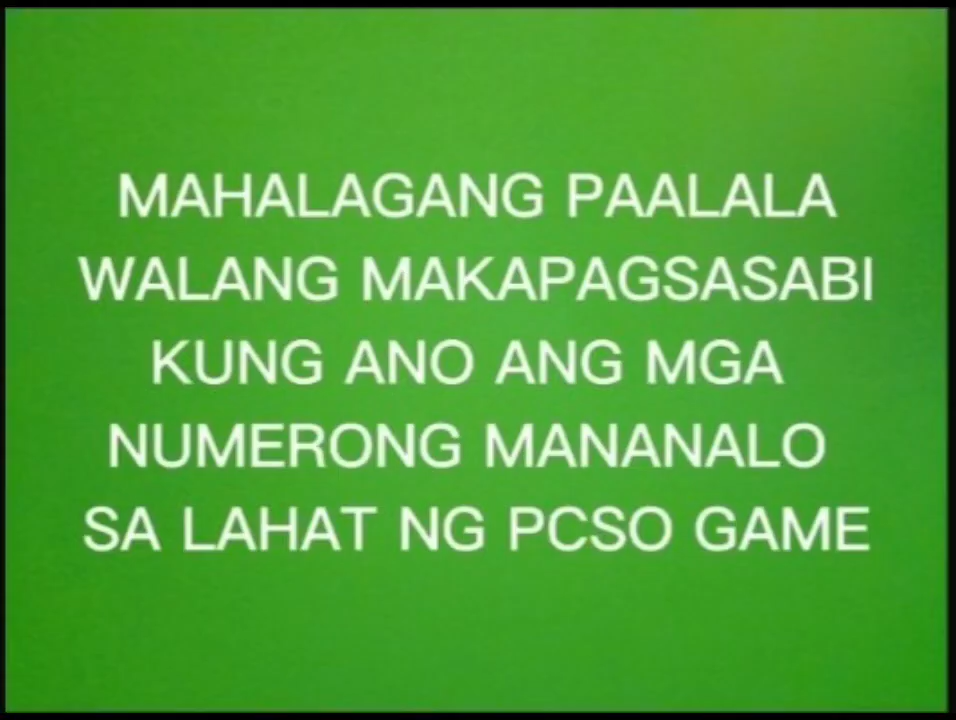 MAHALAGANG PAALALA
WALANG MAKAPAGSASABI
KUNG ANO ANG MGA
NUMERONG MANANALO
SA LAHAT NG PCSO GAME